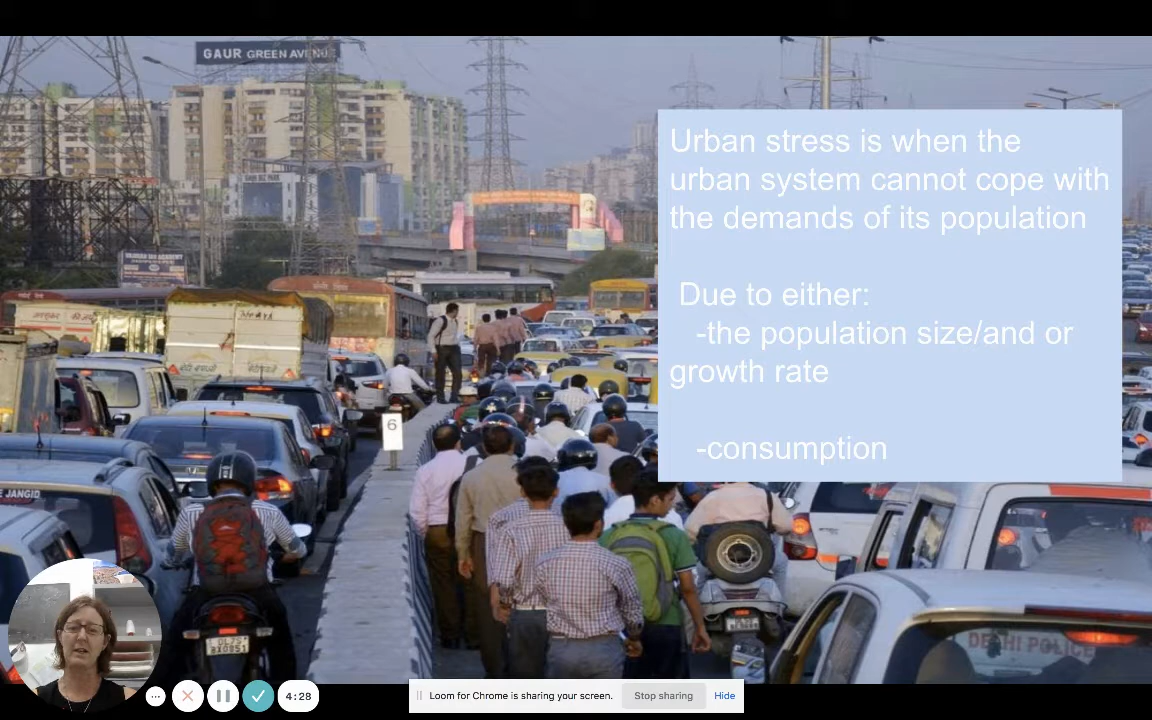 GAUR GREEN AVENUE
Urban stress is when the
urban system cannot cope with
the demands of its population
Due to either:
-the population size/and or
growth rate
-consumption
6
JANGID
DELHI POLICE
4:28
Loom for Chrome is sharing your screen.
Stop sharing
Hide